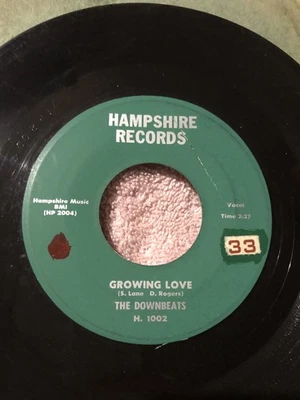 HAMPSHIRE
RECORDS
Hampshire Music
BMI
(HP 2004)
Vocal
Time 2:37
33
GROWING LOVE
(S. Lane D. Rogers)
THE DOWNBEATS
H. 1002